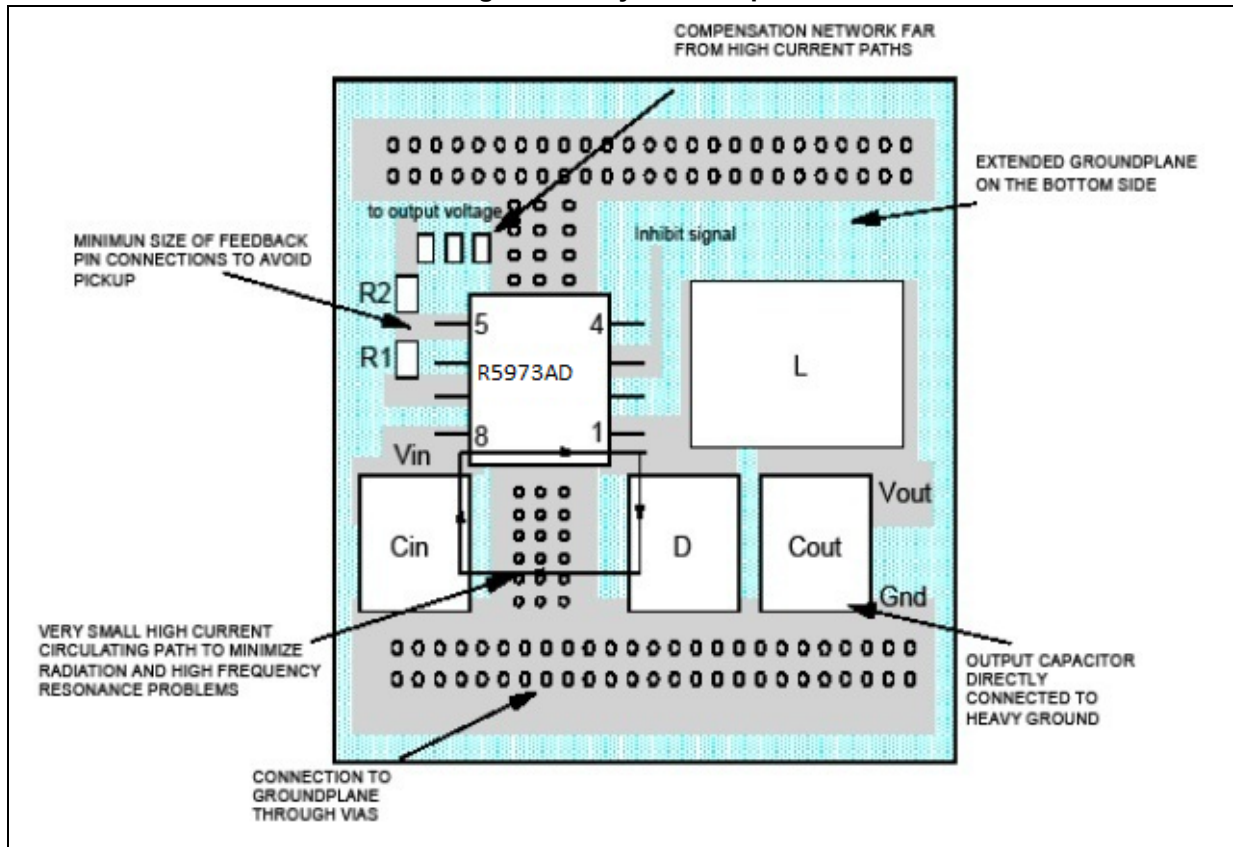 COMPENSATION NETWORK FAR
FROM HIGH CURRENT PATHS
EXTENDED GROUNDPLANE
ON THE BOTTOM SIDE
to output voltage
Inhibit signal
MINIMUN SIZE OF FEEDBACK
PIN CONNECTIONS TO AVOID
PICKUP
R2
5
4
R1
R5973AD
L
8
1
Vin
Vout
Cin
D
Cout
Gnd
VERY SMALL HIGH CURRENT
CIRCULATING PATH TO MINIMIZE
RADIATION AND HIGH FREQUENCY
RESONANCE PROBLEMS
OUTPUT CAPACITOR
DIRECTLY
CONNECTED TO
HEAVY GROUND
CONNECTION TO
GROUNDPLANE
THROUGH VIAS